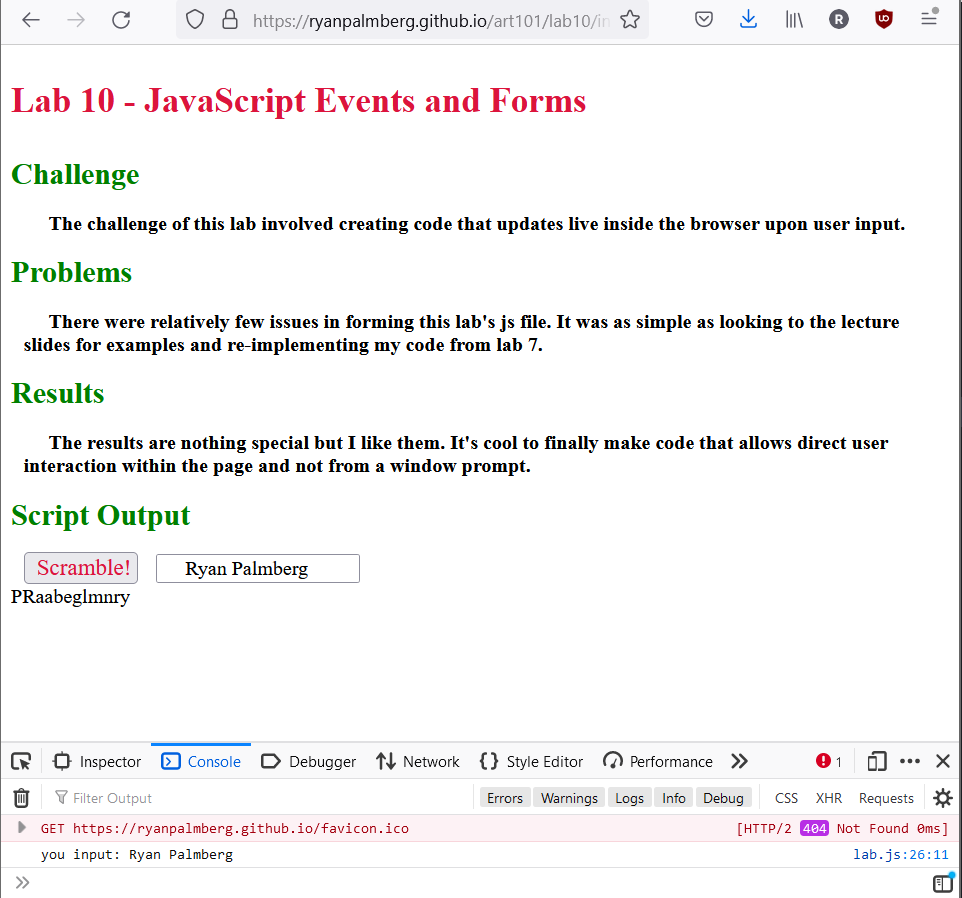 https://ryanpalmberg.github.io/art101/lab10/in
R
Lab 10 - JavaScript Events and Forms
Challenge
The challenge of this lab involved creating code that updates live inside the browser upon user input.
Problems
There were relatively few issues in forming this lab's js file. It was as simple as looking to the lecture
slides for examples and re-implementing my code from lab 7.
Results
The results are nothing special but I like them. It's cool to finally make code that allows direct user
interaction within the page and not from a window prompt.
Script Output
Scramble! Ryan Palmberg
PRaabeglmnry
Inspector Console Debugger Network {} Style Editor Performance 1
Filter Output Errors Warnings Logs Info Debug CSS XHR Requests
GET https://ryanpalmberg.github.io/favicon.ico [HTTP/2 404 Not Found 0ms]
you input: Ryan Palmberg lab.js:26:11